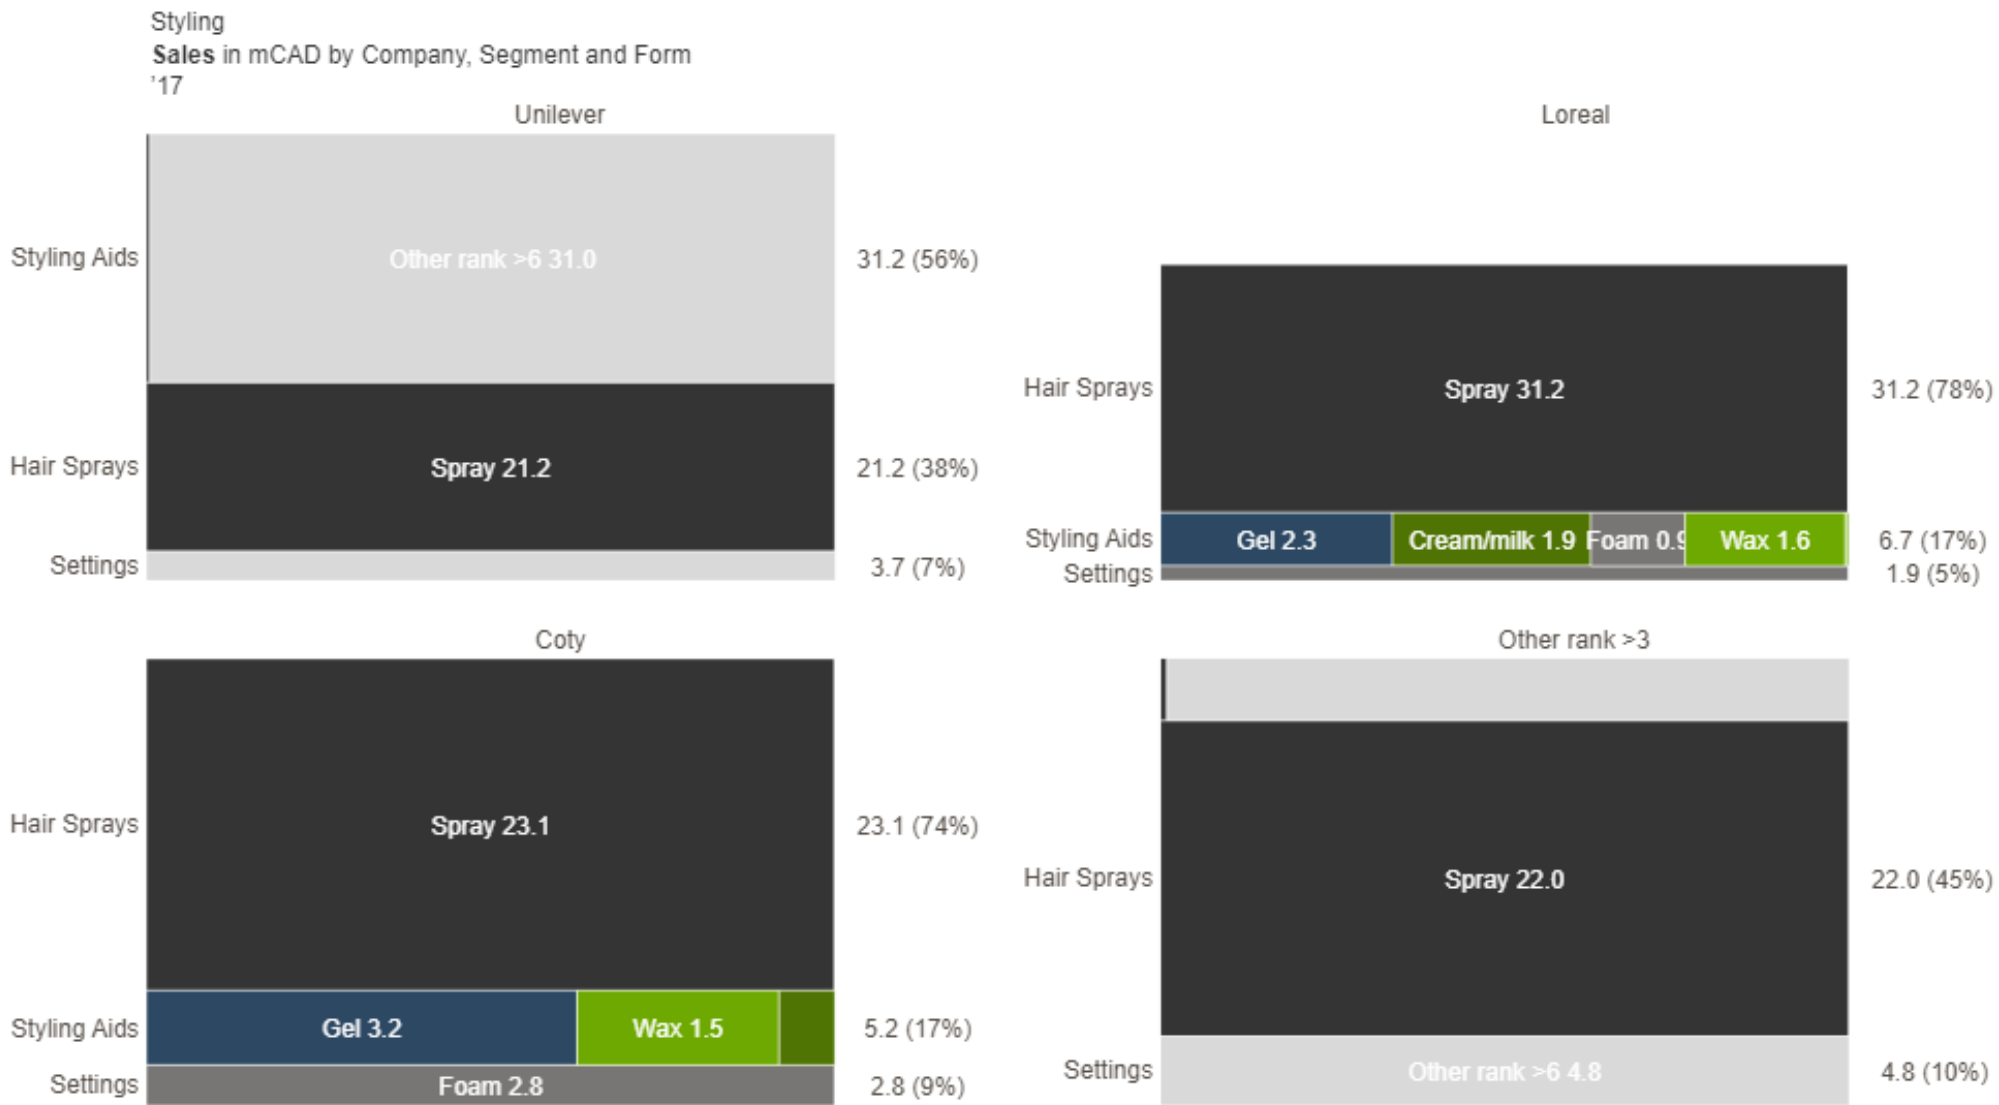 Styling
Sales in mCAD by Company, Segment and Form
'17
Unilever
Styling Aids Other rank >6 31.0 31.2 (56%)
Hair Sprays Spray 21.2 21.2 (38%)
Settings 3.7 (7%)
Loreal
Hair Sprays Spray 31.2 31.2 (78%)
Styling Aids Gel 2.3 Cream/milk 1.9 Foam 0.9 Wax 1.6 6.7 (17%)
Settings 1.9 (5%)
Coty
Hair Sprays Spray 23.1 23.1 (74%)
Styling Aids Gel 3.2 Wax 1.5 5.2 (17%)
Settings Foam 2.8 2.8 (9%)
Other rank >3
Hair Sprays Spray 22.0 22.0 (45%)
Settings Other rank >6 4.8 4.8 (10%)